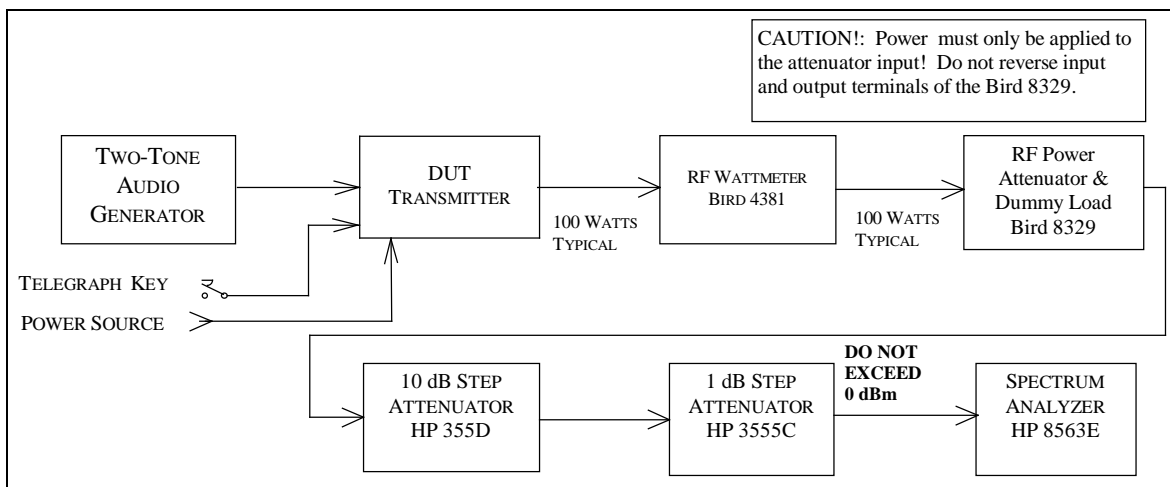 CAUTION!: Power must only be applied to
the attenuator input! Do not reverse input
and output terminals of the Bird 8329.
TWO-TONE
AUDIO
GENERATOR
DUT
TRANSMITTER
RF WATTMETER
BIRD 4381
RF Power
Attenuator &
Dummy Load
Bird 8329
100 WATTS
TYPICAL
100 WATTS
TYPICAL
TELEGRAPH KEY
POWER SOURCE
10 dB STEP
ATTENUATOR
HP 355D
1 dB STEP
ATTENUATOR
HP 3555C
DO NOT
EXCEED
0 dBm
SPECTRUM
ANALYZER
HP 8563E